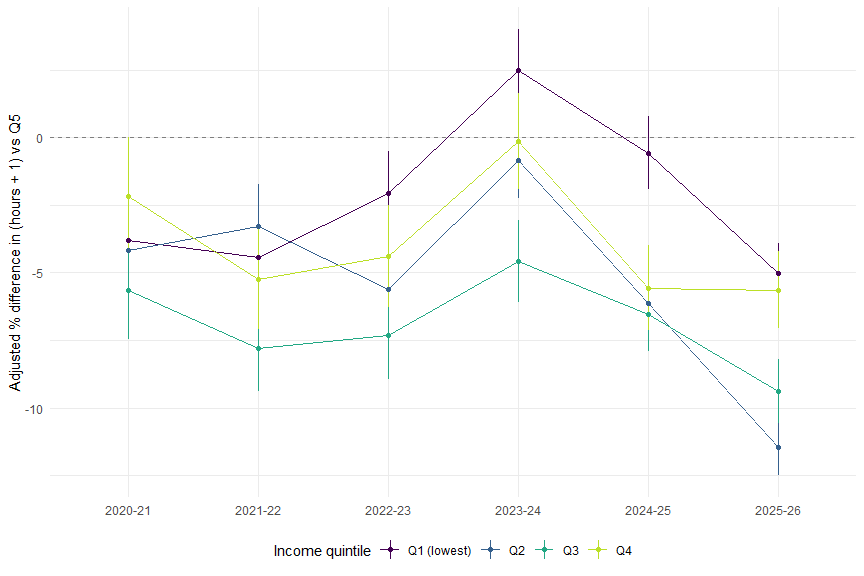 Adjusted % difference in (hours + 1) vs Q5
0
-5
-10
2020-21 2021-22 2022-23 2023-24 2024-25 2025-26
Income quintile Q1 (lowest) Q2 Q3 Q4